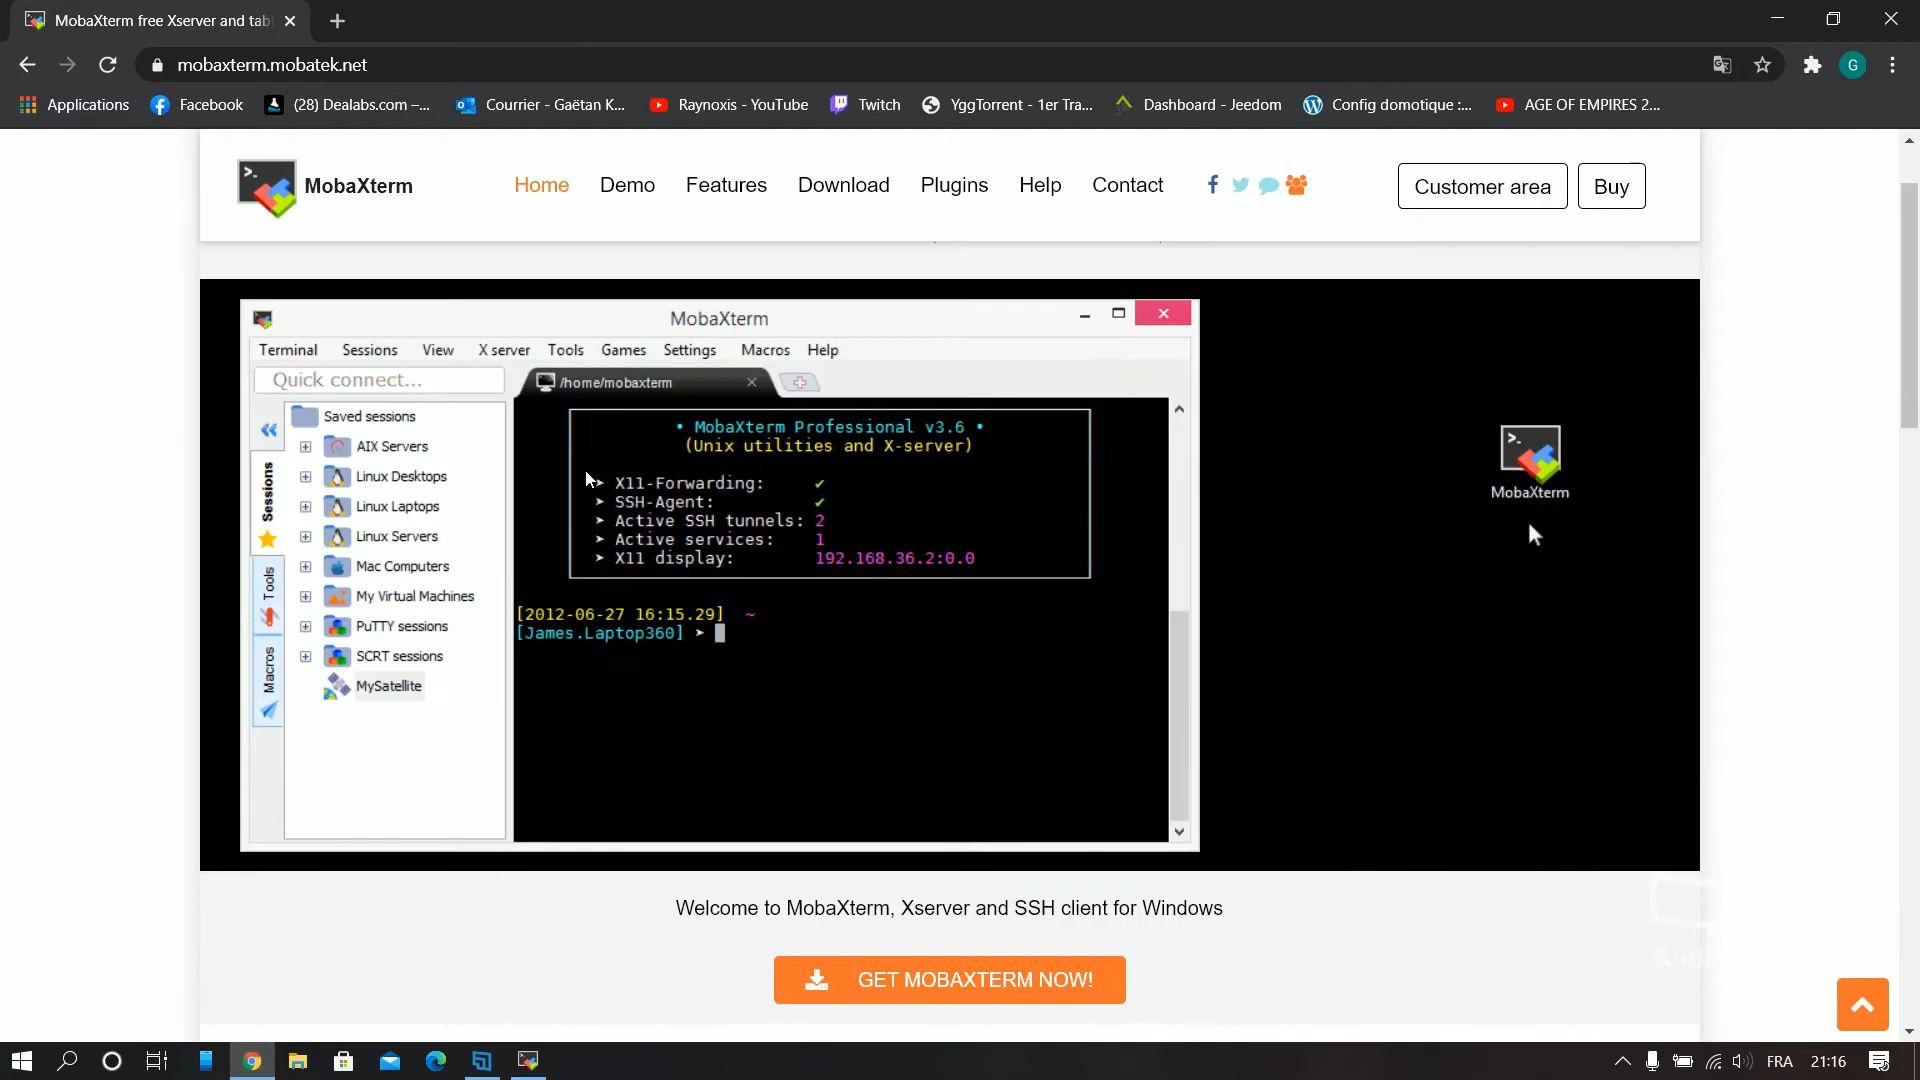 MobaXterm free Xserver and tab
mobaxterm.mobatek.net
G
Applications
Facebook
(28) Dealabs.com –...
Courrier - Gaëtan K...
Raynoxis - YouTube
Twitch
YggTorrent - 1er Tra...
Dashboard - Jeedom
Config domotique :...
AGE OF EMPIRES 2...
MobaXterm
Home
Demo
Features
Download
Plugins
Help
Contact
Customer area
Buy
MobaXterm
Terminal
Sessions
View
X server
Tools
Games
Settings
Macros
Help
Quick connect...
/home/mobaxterm
Sessions
Tools
Macros
Saved sessions
AIX Servers
Linux Desktops
Linux Laptops
Linux Servers
Mac Computers
My Virtual Machines
PuTTY sessions
SCRT sessions
MySatellite
• MobaXterm Professional v3.6 •
(Unix utilities and X-server)
➤ X11-Forwarding: ✔
➤ SSH-Agent: ✔
➤ Active SSH tunnels: 2
➤ Active services: 1
➤ X11 display: 192.168.36.2:0.0
[2012-06-27 16:15.29] ~
[James.Laptop360] ➤
MobaXterm
Welcome to MobaXterm, Xserver and SSH client for Windows
GET MOBAXTERM NOW!
FRA
21:16